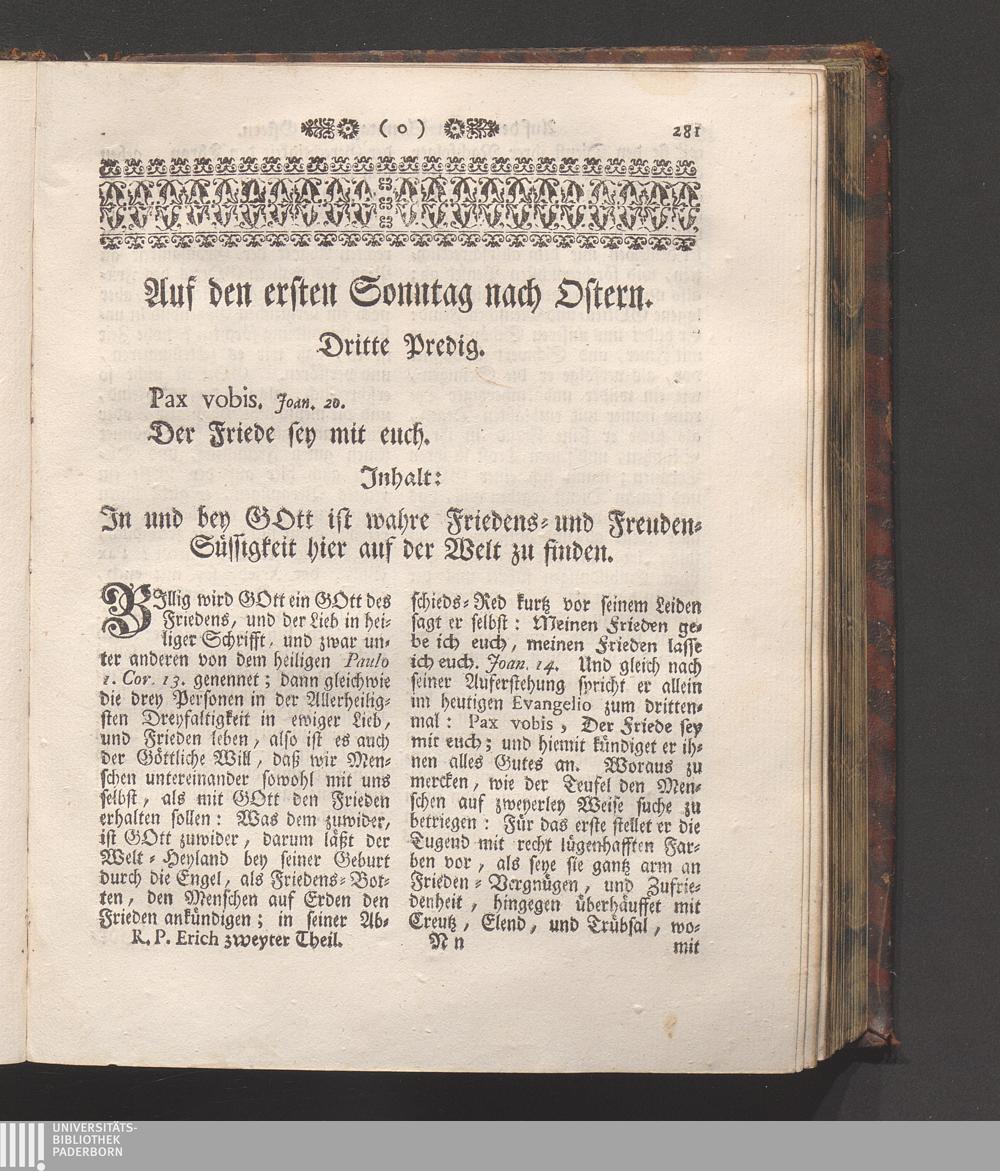 (o) 281
Auf den ersten Sonntag nach Ostern.
Dritte Predig.
Pax vobis. Joan. 20.
Der Friede sey mit euch.
Inhalt:
In und bey GOtt ist wahre Friedens- und Freuden-
Süssigkeit hier auf der Welt zu finden.
BIllig wird GOtt ein GOtt des
Friedens, und der Lieb in hei-
liger Schrifft, und zwar un-
ter anderen von dem heiligen Paulo
1. Cor. 13. genennet; dann gleichwie
die drey Personen in der Allerheilig-
sten Dreyfaltigkeit in ewiger Lieb,
und Frieden leben, also ist es auch
der Göttliche Will, daß wir Men-
schen untereinander sowohl mit uns
selbst, als mit GOtt den Frieden
erhalten sollen: Was dem zuwider,
ist GOtt zuwider, darum läßt der
Welt-Heyland bey seiner Geburt
durch die Engel, als Friedens-Bot-
ten, den Menschen auf Erden den
Frieden ankündigen; in seiner Ab-
schieds-Red kurtz vor seinem Leiden
sagt er selbst: Meinen Frieden ge-
be ich euch, meinen Frieden lasse
ich euch. Joan. 14. Und gleich nach
seiner Auferstehung spricht er allein
im heutigen Evangelio zum dritten-
mal: Pax vobis, Der Friede sey
mit euch; und hiemit kündiget er ih-
nen alles Gutes an. Woraus zu
mercken, wie der Teufel den Men-
schen auf zweyerley Weise suche zu
betriegen: Für das erste stellet er die
Tugend mit recht lügenhafften Far-
ben vor, als seye sie gantz arm an
Frieden-Vergnügen, und Zufrie-
denheit, hingegen überhäuffet mit
Creutz, Elend, und Trübsal, wo-
R. P. Erich zweyter Theil. N n mit
UNIVERSITÄTS-
BIBLIOTHEK
PADERBORN